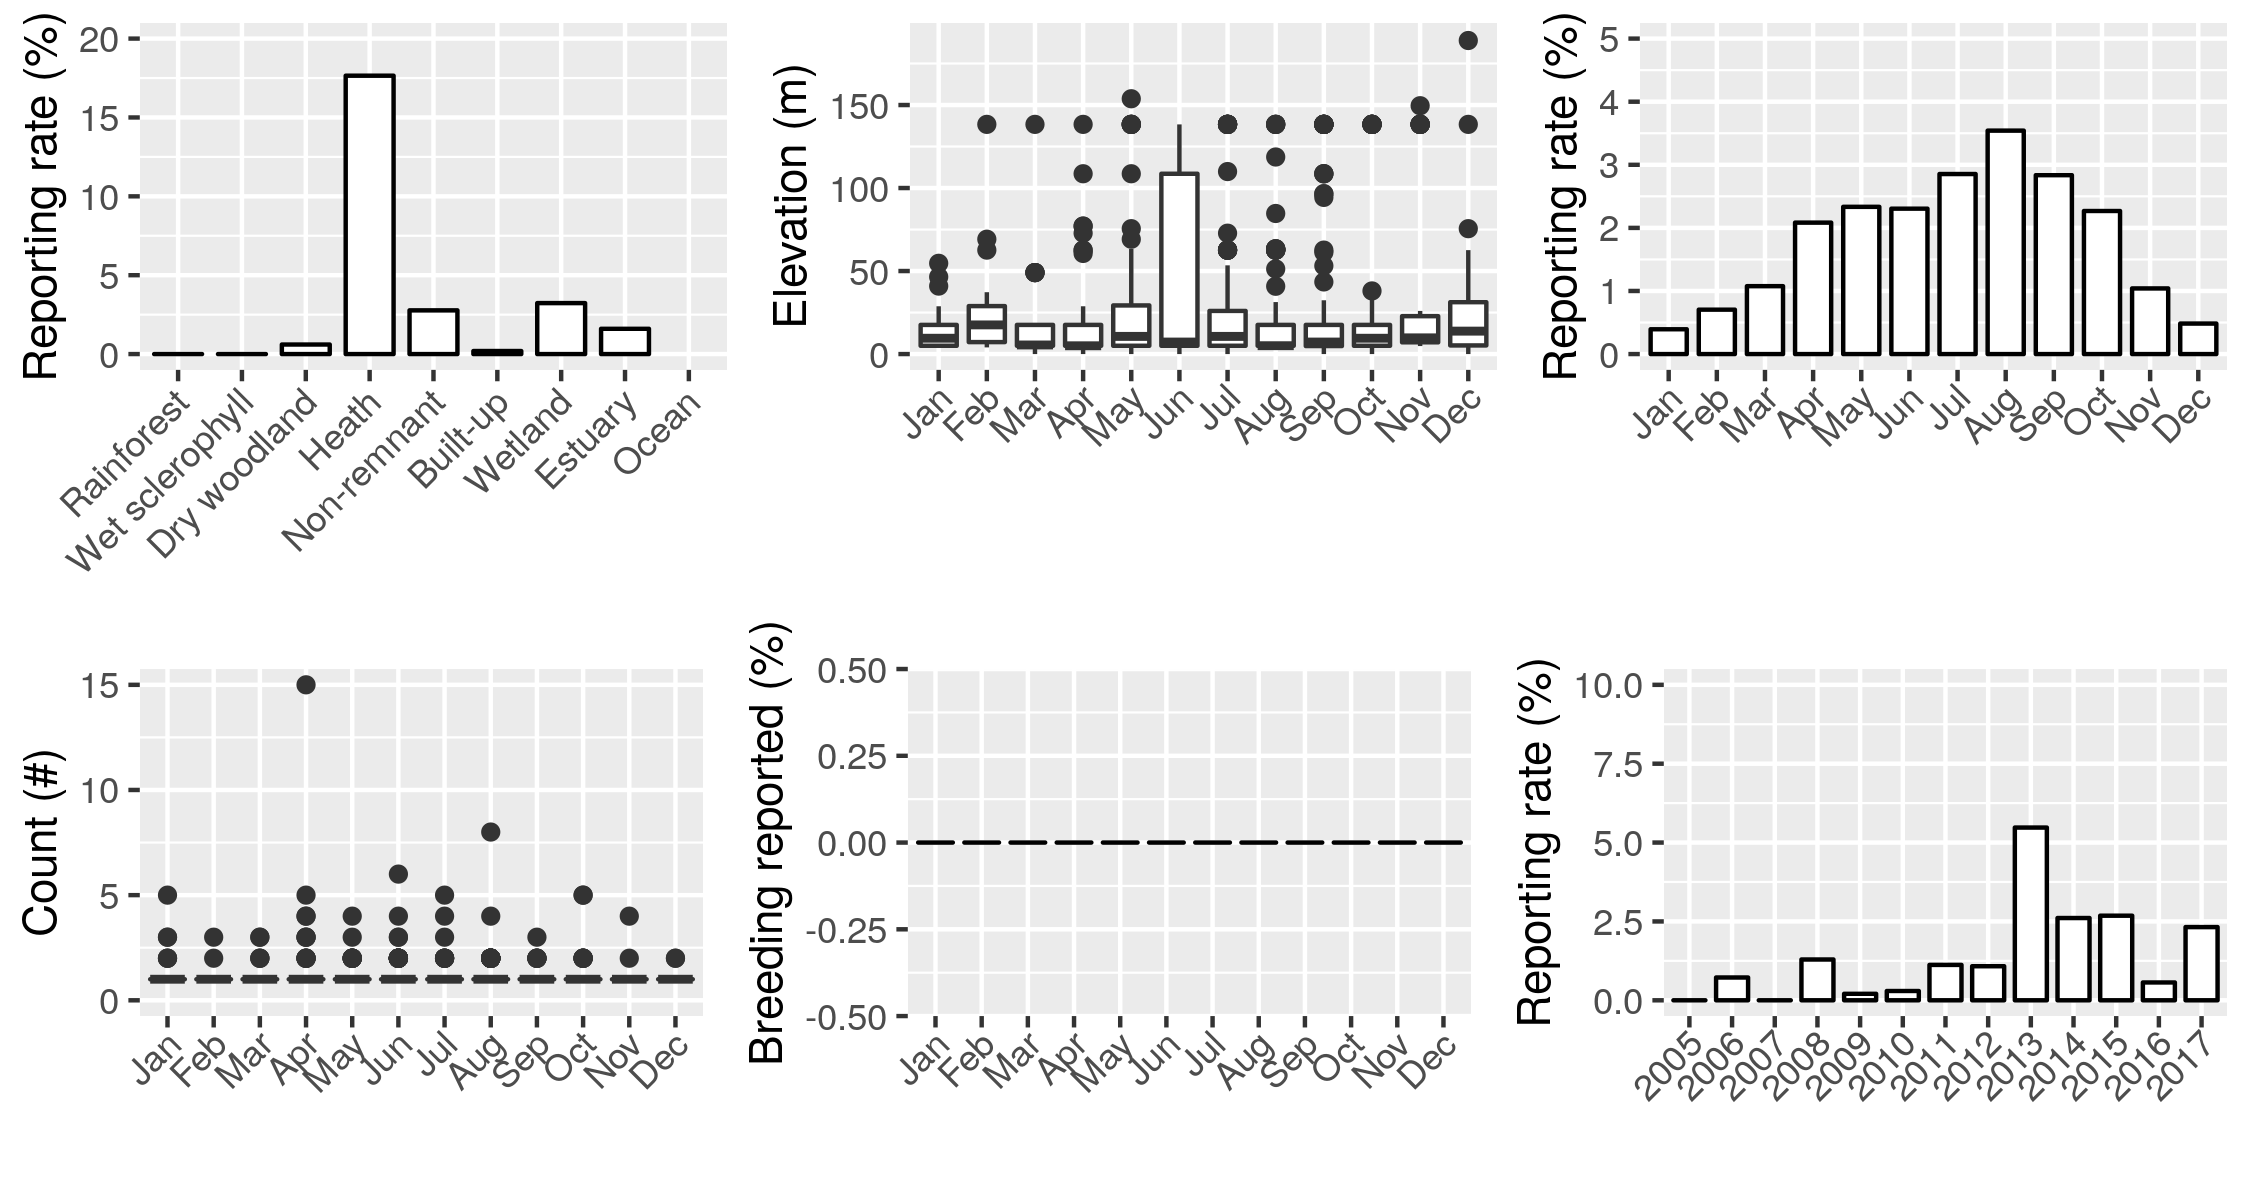 Reporting rate (%)
20
15
10
5
0
Rainforest
Wet sclerophyll
Dry woodland
Heath
Non-remnant
Built-up
Wetland
Estuary
Ocean
Elevation (m)
150
100
50
0
Jan
Feb
Mar
Apr
May
Jun
Jul
Aug
Sep
Oct
Nov
Dec
Reporting rate (%)
5
4
3
2
1
0
Jan
Feb
Mar
Apr
May
Jun
Jul
Aug
Sep
Oct
Nov
Dec
Count (#)
15
10
5
0
Jan
Feb
Mar
Apr
May
Jun
Jul
Aug
Sep
Oct
Nov
Dec
Breeding reported (%)
0.50
0.25
0.00
-0.25
-0.50
Jan
Feb
Mar
Apr
May
Jun
Jul
Aug
Sep
Oct
Nov
Dec
Reporting rate (%)
10.0
7.5
5.0
2.5
0.0
2005
2006
2007
2008
2009
2010
2011
2012
2013
2014
2015
2016
2017